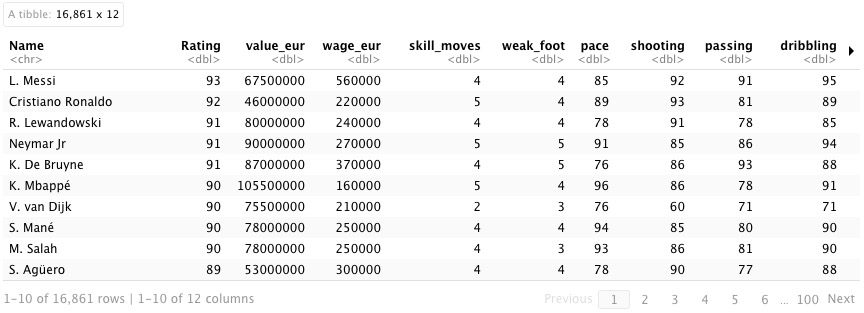 A tibble: 16,861 x 12
Name Rating value_eur wage_eur skill_moves weak_foot pace shooting passing dribbling
<chr> <dbl> <dbl> <dbl> <dbl> <dbl> <dbl> <dbl> <dbl> <dbl>
L. Messi 93 67500000 560000 4 4 85 92 91 95
Cristiano Ronaldo 92 46000000 220000 5 4 89 93 81 89
R. Lewandowski 91 80000000 240000 4 4 78 91 78 85
Neymar Jr 91 90000000 270000 5 5 91 85 86 94
K. De Bruyne 91 87000000 370000 4 5 76 86 93 88
K. Mbappé 90 105500000 160000 5 4 96 86 78 91
V. van Dijk 90 75500000 210000 2 3 76 60 71 71
S. Mané 90 78000000 250000 4 4 94 85 80 90
M. Salah 90 78000000 250000 4 3 93 86 81 90
S. Agüero 89 53000000 300000 4 4 78 90 77 88
1-10 of 16,861 rows | 1-10 of 12 columns Previous 1 2 3 4 5 6 ... 100 Next